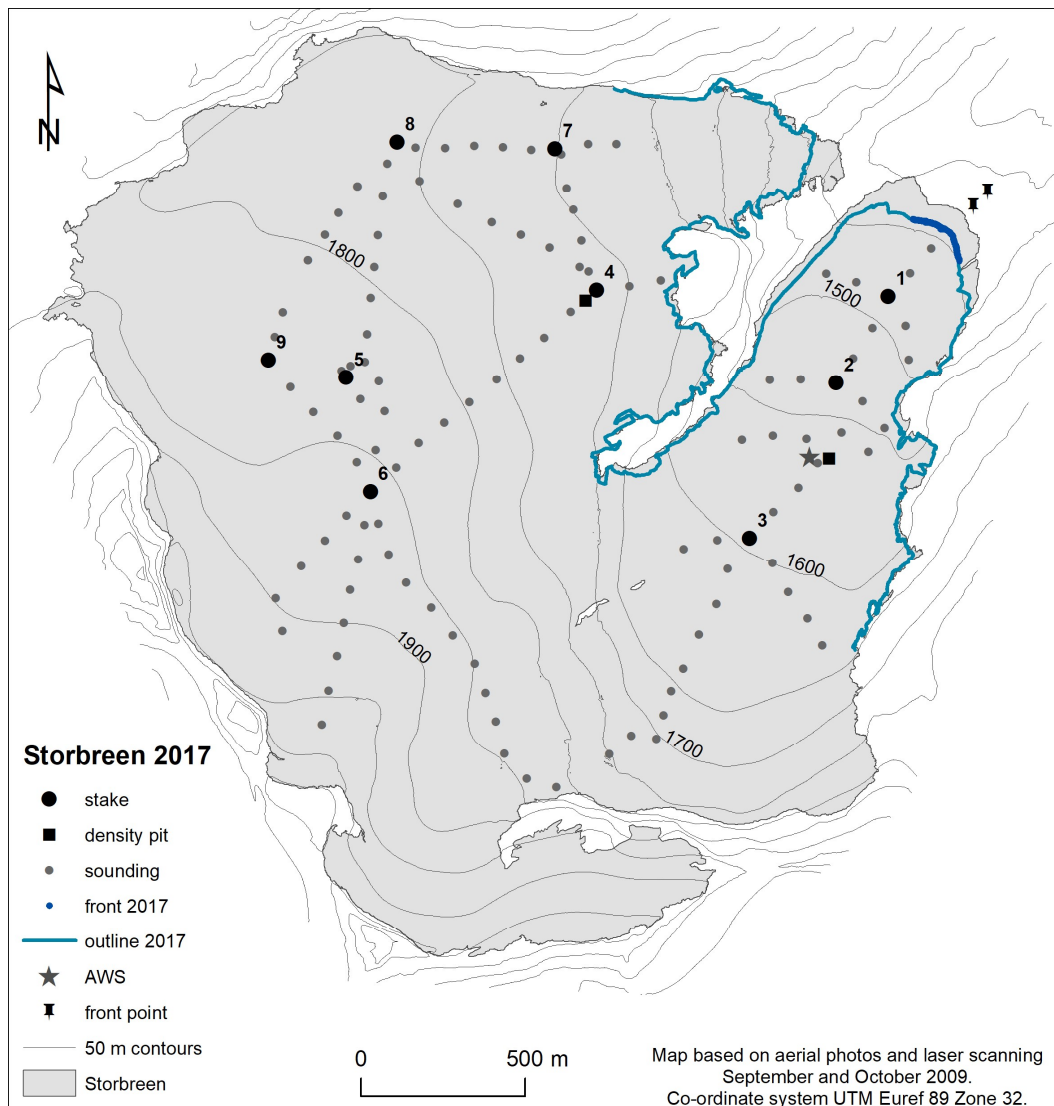 N
8
7
1800
4
1
1500
9
5
2
6
3
1600
1900
1700
Storbreen 2017
stake
density pit
sounding
front 2017
outline 2017
AWS
front point
50 m contours
Storbreen
0 500 m
Map based on aerial photos and laser scanning
September and October 2009.
Co-ordinate system UTM Euref 89 Zone 32.